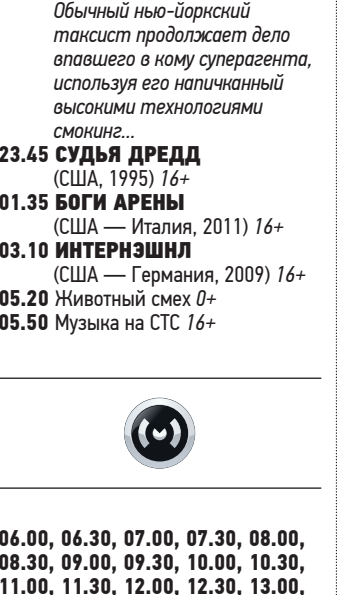 Обычный нью-йоркский
таксист продолжает дело
впавшего в кому суперагента,
используя его напичканный
высокими технологиями
смокинг...
23.45 СУДЬЯ ДРЕДД
(США, 1995) 16+
01.35 БОГИ АРЕНЫ
(США — Италия, 2011) 16+
03.10 ИНТЕРНЭШНЛ
(США — Германия, 2009) 16+
05.20 Животный смех 0+
05.50 Музыка на СТС 16+
06.00, 06.30, 07.00, 07.30, 08.00,
08.30, 09.00, 09.30, 10.00, 10.30,
11.00, 11.30, 12.00, 12.30, 13.00,